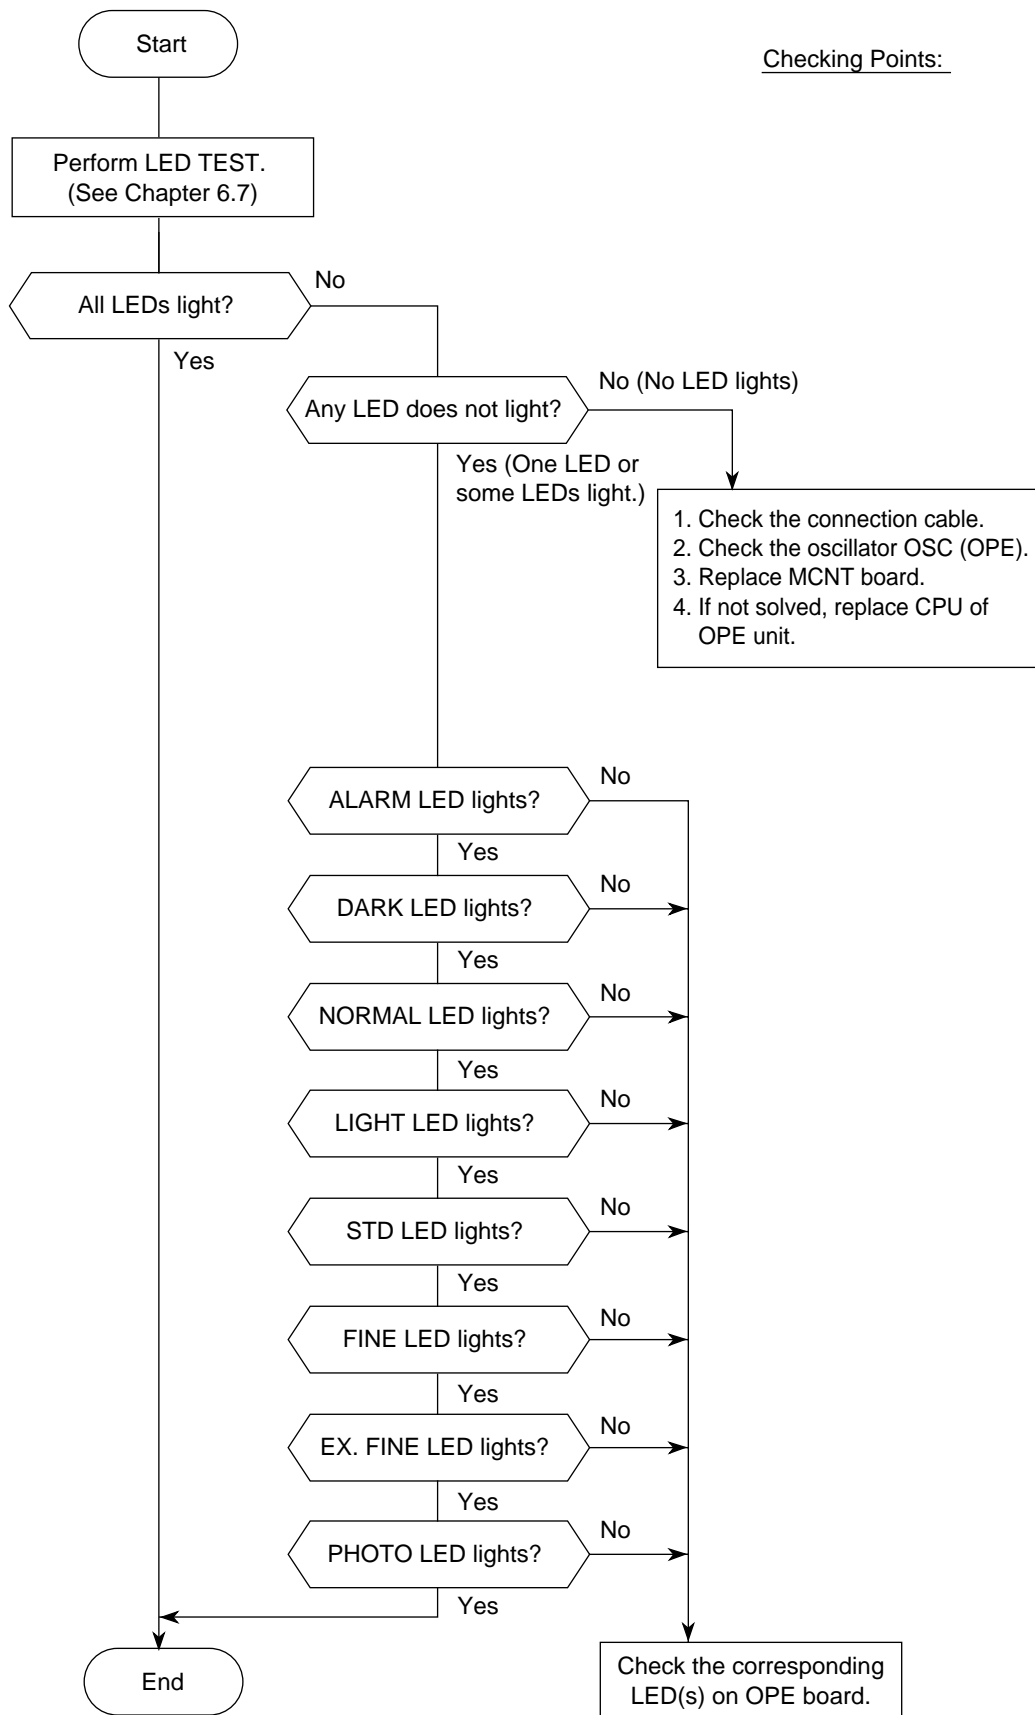 Start
Checking Points:
Perform LED TEST.
(See Chapter 6.7)
All LEDs light?
No
Yes
Any LED does not light?
No (No LED lights)
Yes (One LED or
some LEDs light.)
1. Check the connection cable.
2. Check the oscillator OSC (OPE).
3. Replace MCNT board.
4. If not solved, replace CPU of
OPE unit.
ALARM LED lights?
No
Yes
DARK LED lights?
No
Yes
NORMAL LED lights?
No
Yes
LIGHT LED lights?
No
Yes
STD LED lights?
No
Yes
FINE LED lights?
No
Yes
EX. FINE LED lights?
No
Yes
PHOTO LED lights?
No
Yes
End
Check the corresponding
LED(s) on OPE board.